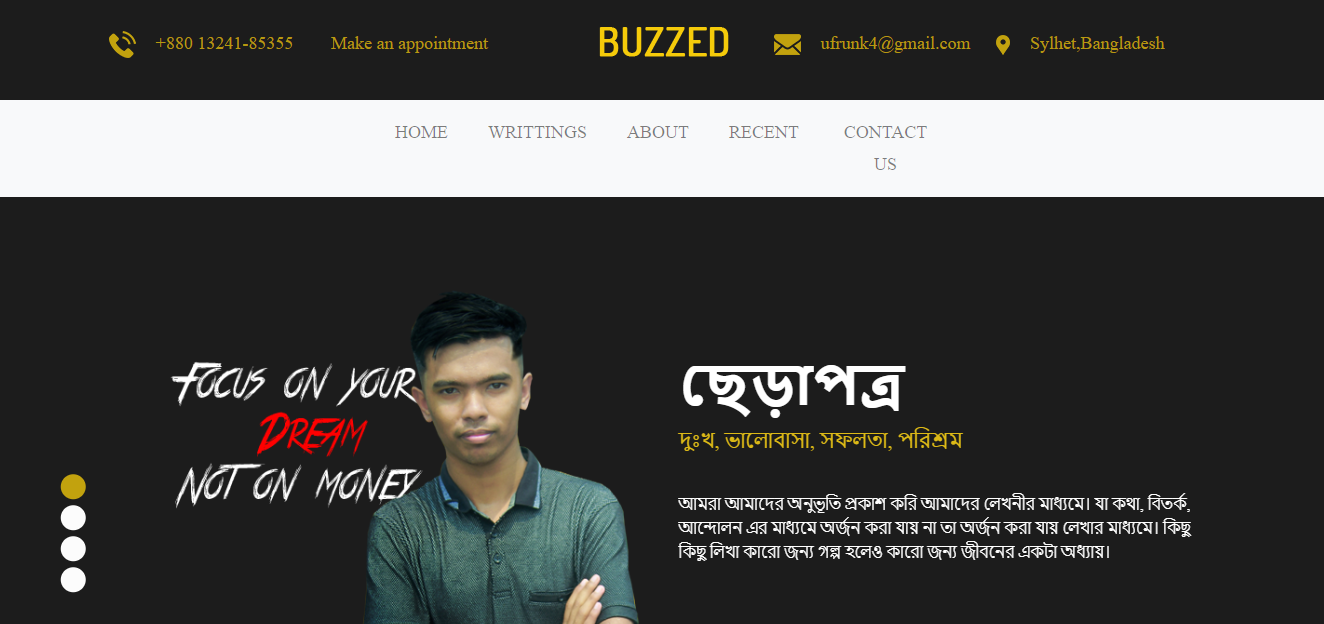 +880 13241-85355 Make an appointment BUZZED ufrunk4@gmail.com Sylhet,Bangladesh
HOME WRITTINGS ABOUT RECENT CONTACT US
Focus on your
Dream
Not on money
ছেড়াপত্র
দুঃখ, ভালোবাসা, সফলতা, পরিশ্রম
আমরা আমাদের অনুভূতি প্রকাশ করি আমাদের লেখনীর মাধ্যমে। যা কথা, বিতর্ক,
আন্দোলন এর মাধ্যমে অর্জন করা যায় না তা অর্জন করা যায় লেখার মাধ্যমে। কিছু
কিছু লিখা কারো জন্য গল্প হলেও কারো জন্য জীবনের একটা অধ্যায়।